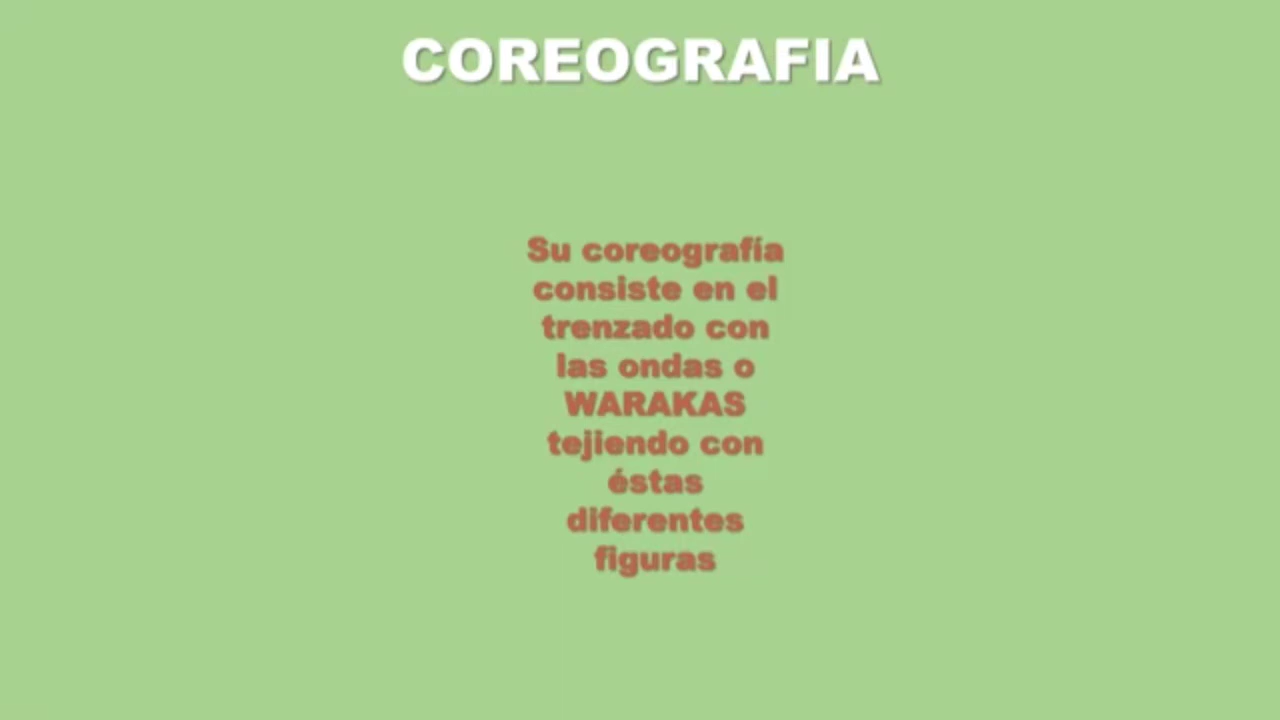 COREOGRAFIA
Su coreografía
consiste en el
trenzado con
las ondas o
WARAKAS
tejiendo con
éstas
diferentes
figuras